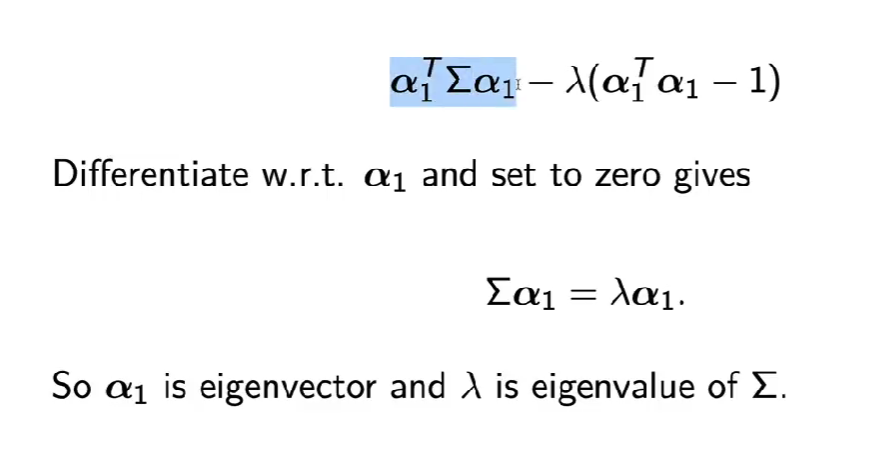 α₁ᵀΣα₁ − λ(α₁ᵀα₁ − 1)
Differentiate w.r.t. α₁ and set to zero gives
Σα₁ = λα₁.
So α₁ is eigenvector and λ is eigenvalue of Σ.